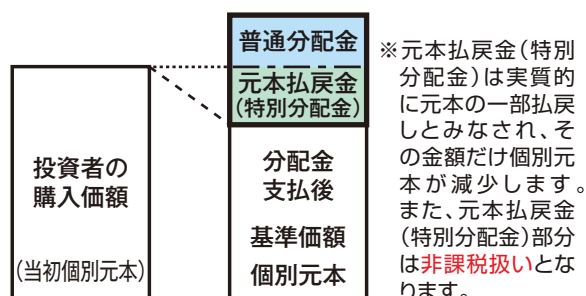 普通分配金
元本払戻金
(特別分配金)
投資者の
購入価額
(当初個別元本)
分配金
支払後
基準価額
個別元本
※元本払戻金(特別
分配金)は実質的
に元本の一部払戻
しとみなされ、そ
の金額だけ個別元
本が減少します。
また、元本払戻金
(特別分配金)部分
は非課税扱いとな
ります。